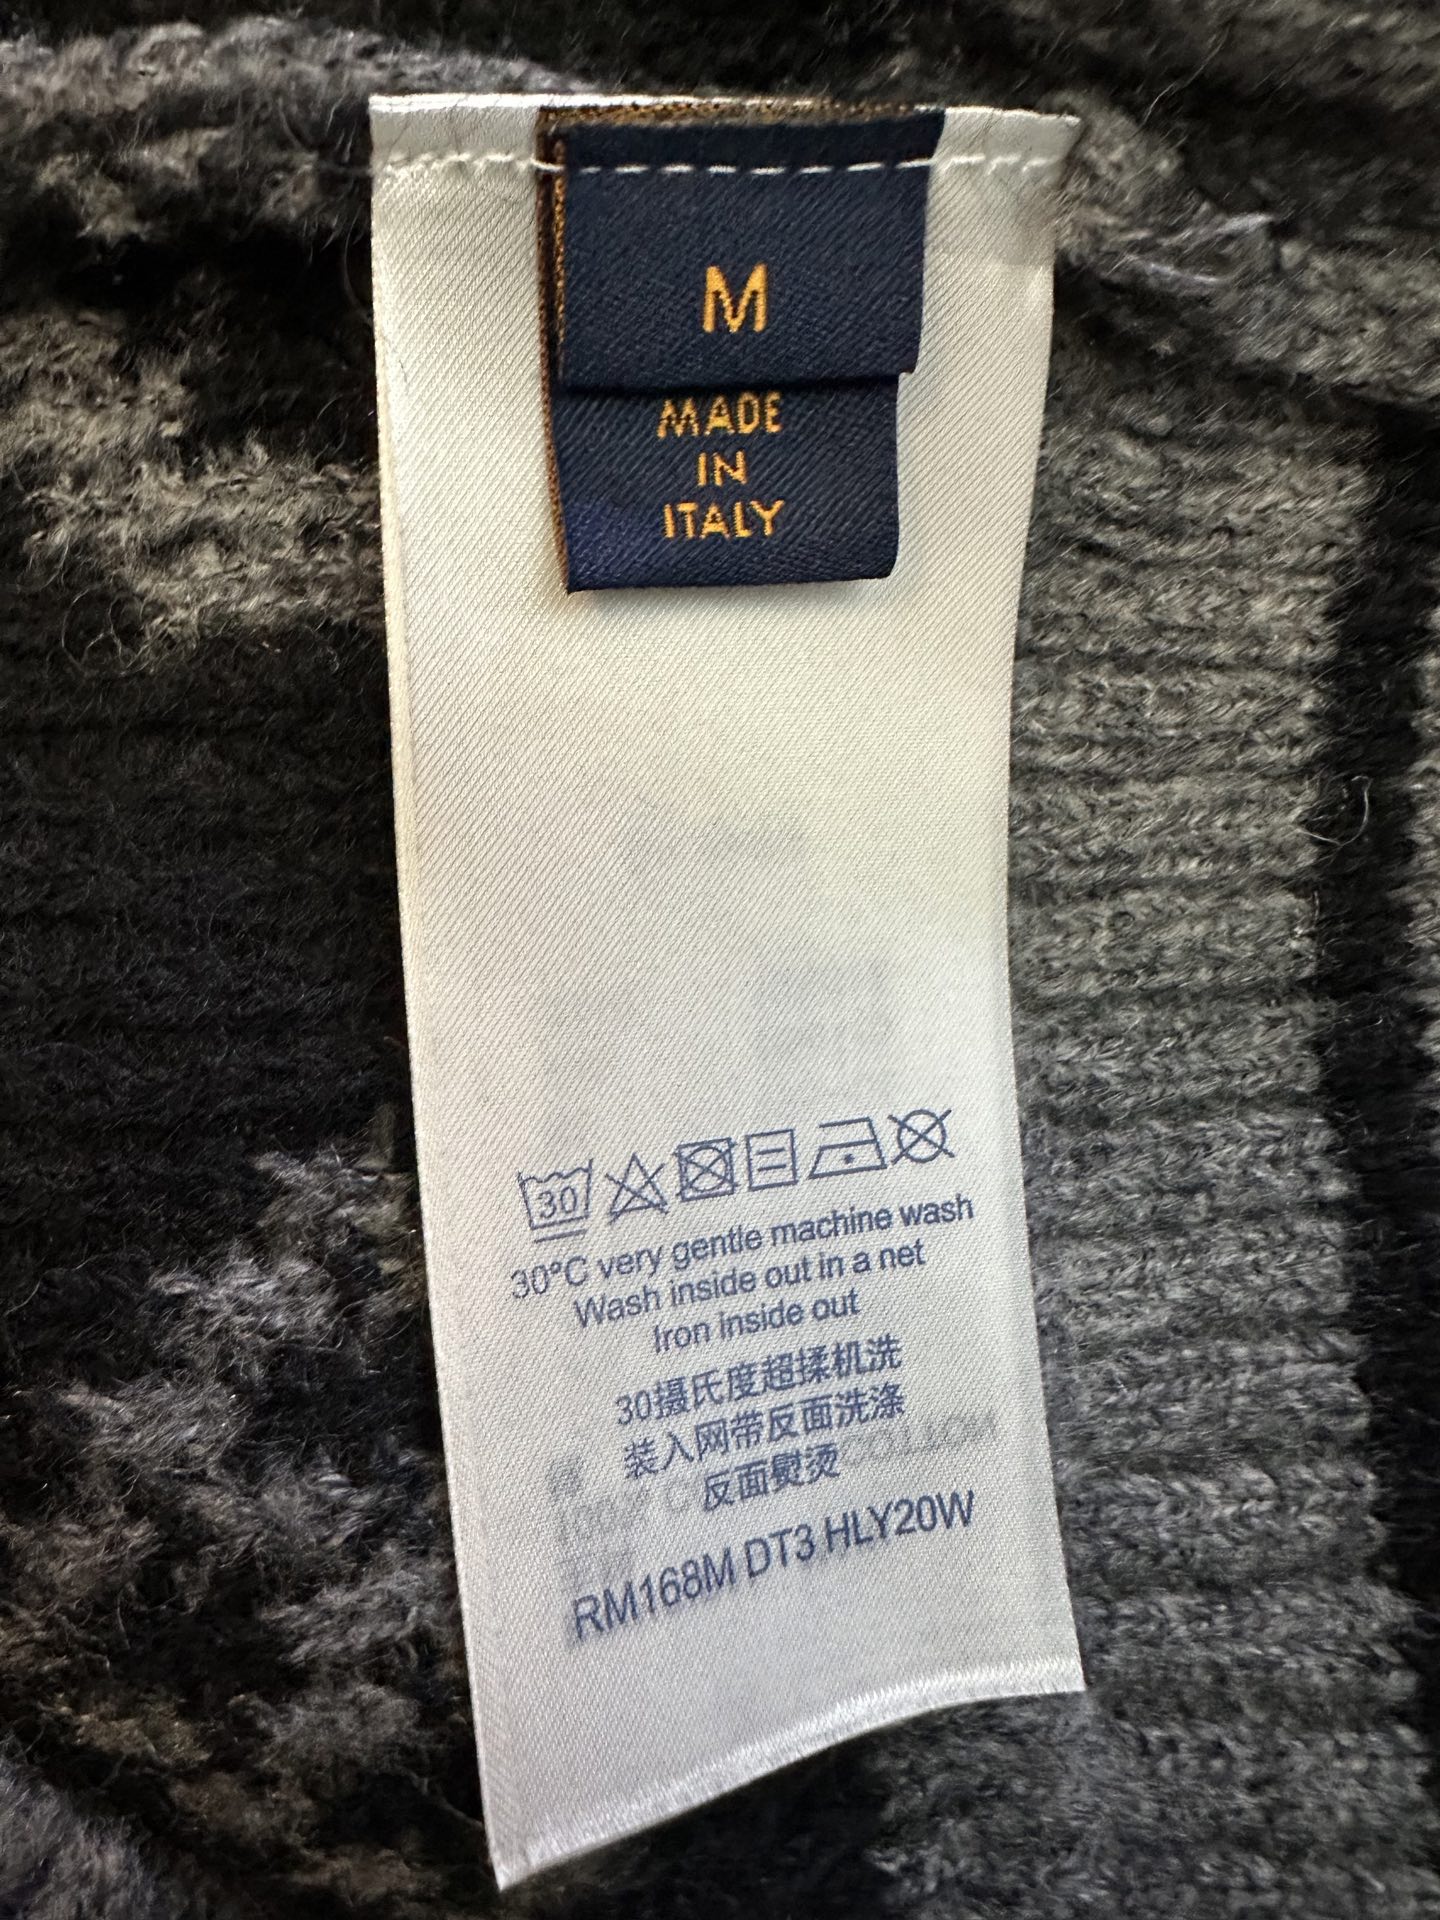 M
MADE
IN
ITALY
30
30°C very gentle machine wash
Wash inside out in a net
Iron inside out
30摄氏度超揉机洗
装入网带反面洗涤
反面熨烫
RM168M DT3 HLY20W